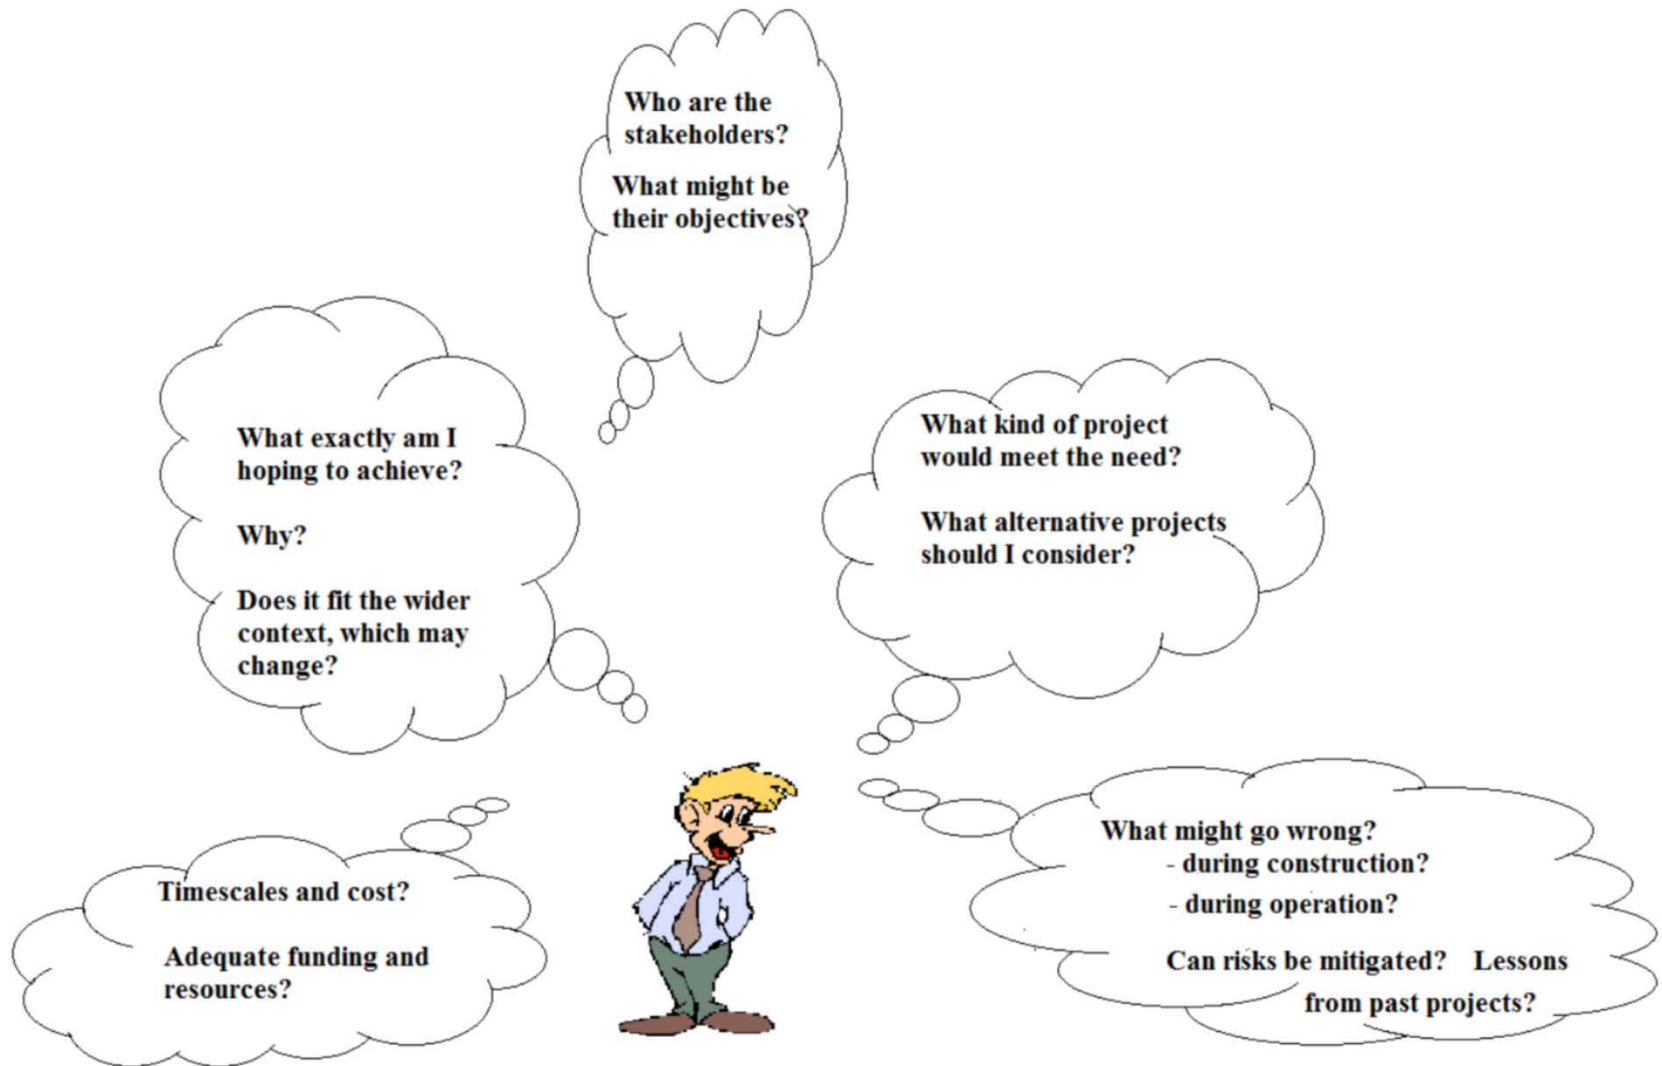 Who are the
stakeholders?
What might be
their objectives?
What exactly am I
hoping to achieve?
Why?
Does it fit the wider
context, which may
change?
What kind of project
would meet the need?
What alternative projects
should I consider?
Timescales and cost?
Adequate funding and
resources?
What might go wrong?
- during construction?
- during operation?
Can risks be mitigated? Lessons
from past projects?